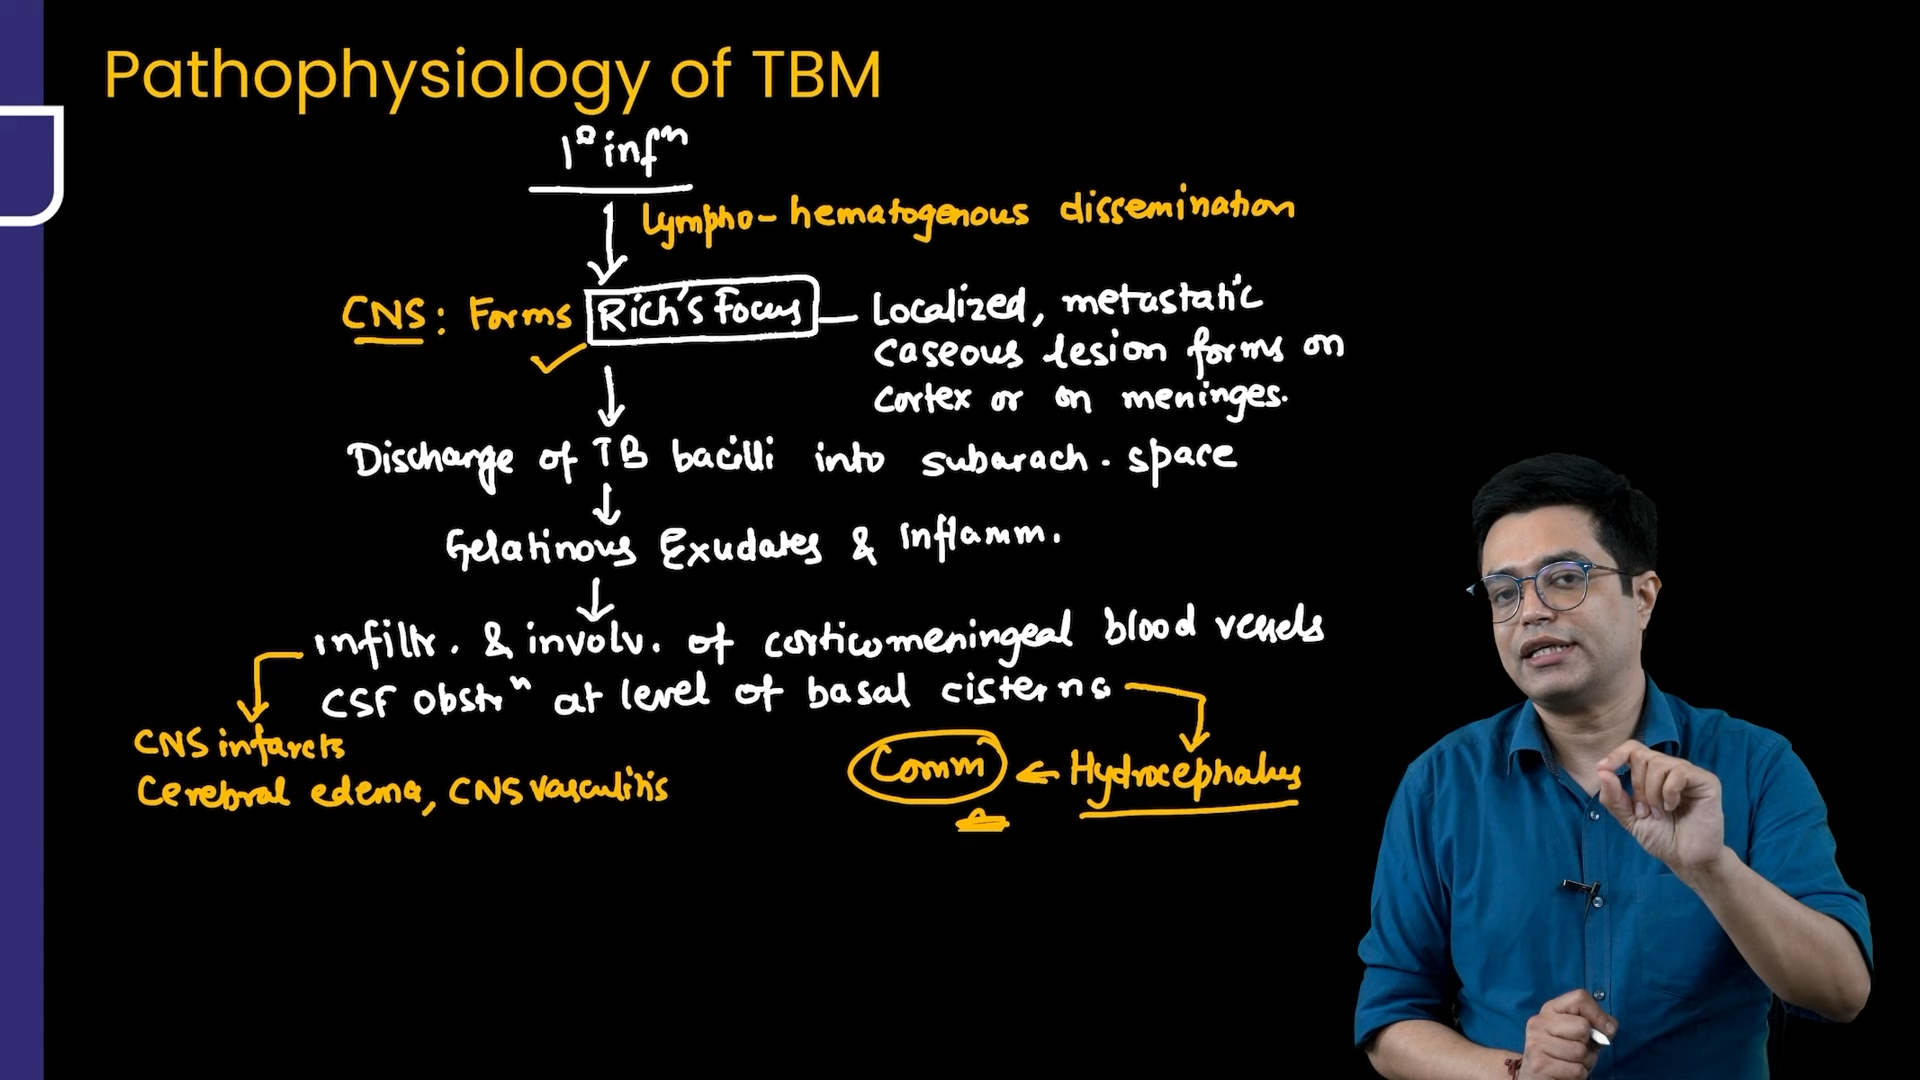 Pathophysiology of TBM
1° infⁿ
Lympho-hematogenous dissemination
CNS: Forms Rich's Focus
Localized, metastatic
caseous lesion forms on
cortex or on meninges.
Discharge of TB bacilli into subarach. space
Gelatinous Exudates & Inflamm.
Infiltr. & involv. of corticomeningeal blood vessels
CSF obstrⁿ at level of basal cisterns
CNS infarcts
Cerebral edema, CNS vasculitis
Comm
Hydrocephalus